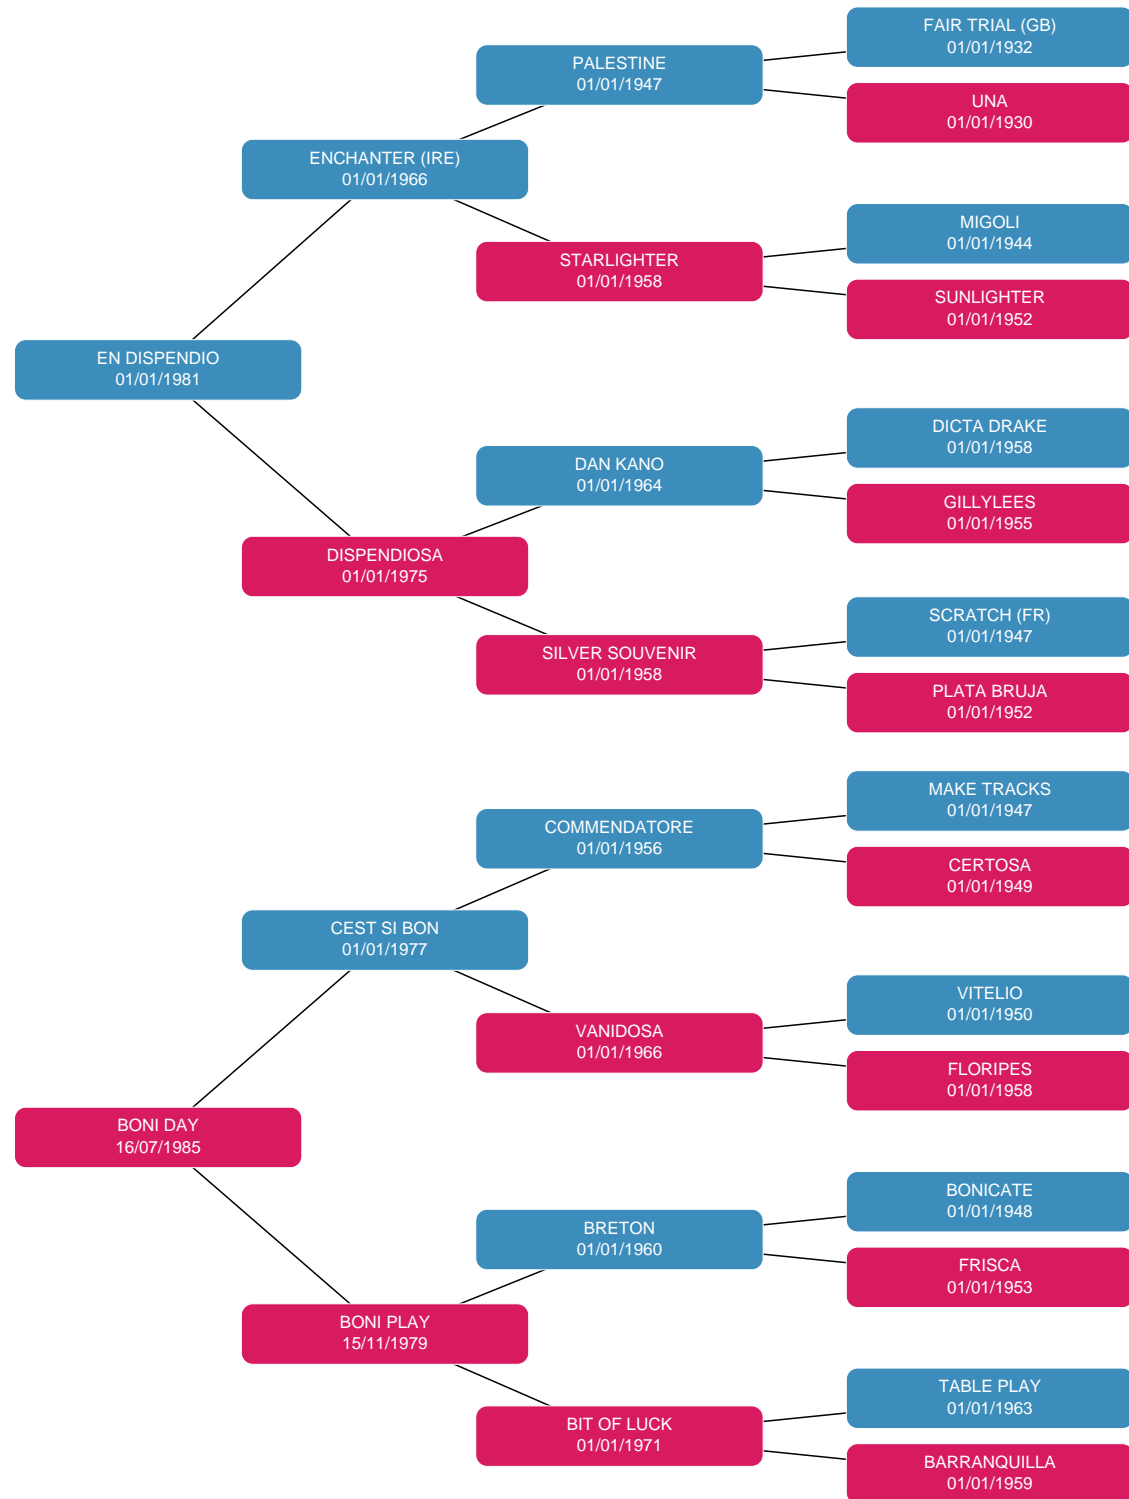 FAIR TRIAL (GB)
01/01/1932
PALESTINE
01/01/1947
UNA
01/01/1930
ENCHANTER (IRE)
01/01/1966
MIGOLI
01/01/1944
STARLIGHTER
01/01/1958
SUNLIGHTER
01/01/1952
EN DISPENDIO
01/01/1981
DICTA DRAKE
01/01/1958
DAN KANO
01/01/1964
GILLYLEES
01/01/1955
DISPENDIOSA
01/01/1975
SCRATCH (FR)
01/01/1947
SILVER SOUVENIR
01/01/1958
PLATA BRUJA
01/01/1952
MAKE TRACKS
01/01/1947
COMMENDATORE
01/01/1956
CERTOSA
01/01/1949
CEST SI BON
01/01/1977
VITELIO
01/01/1950
VANIDOSA
01/01/1966
FLORIPES
01/01/1958
BONI DAY
16/07/1985
BONICATE
01/01/1948
BRETON
01/01/1960
FRISCA
01/01/1953
BONI PLAY
15/11/1979
TABLE PLAY
01/01/1963
BIT OF LUCK
01/01/1971
BARRANQUILLA
01/01/1959